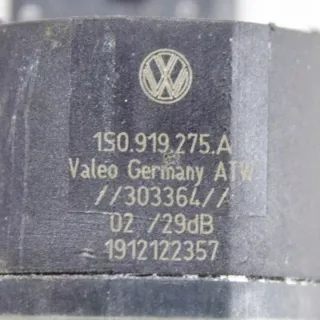 1S0.919.275.A
Valeo Germany ATW
//303364//
02 /29dB
1912122357